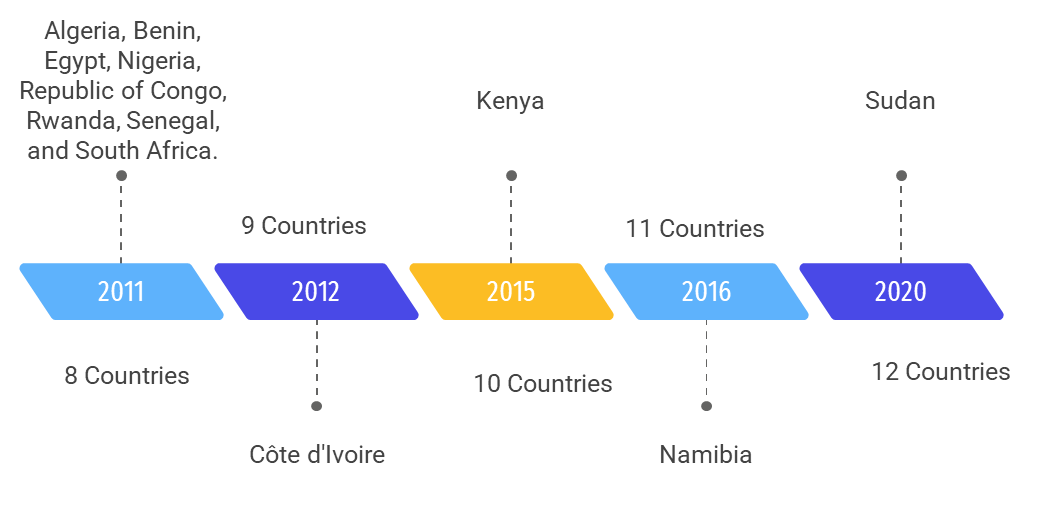 Algeria, Benin,
Egypt, Nigeria,
Republic of Congo,
Rwanda, Senegal,
and South Africa.
Kenya
Sudan
9 Countries
11 Countries
2011
2012
2015
2016
2020
8 Countries
10 Countries
12 Countries
Côte d'Ivoire
Namibia